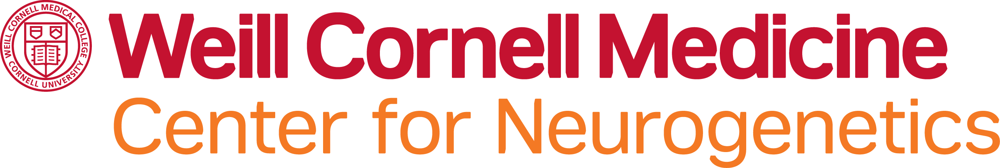 WEILL CORNELL MEDICAL COLLEGE
CORNELL UNIVERSITY
Weill Cornell Medicine
Center for Neurogenetics